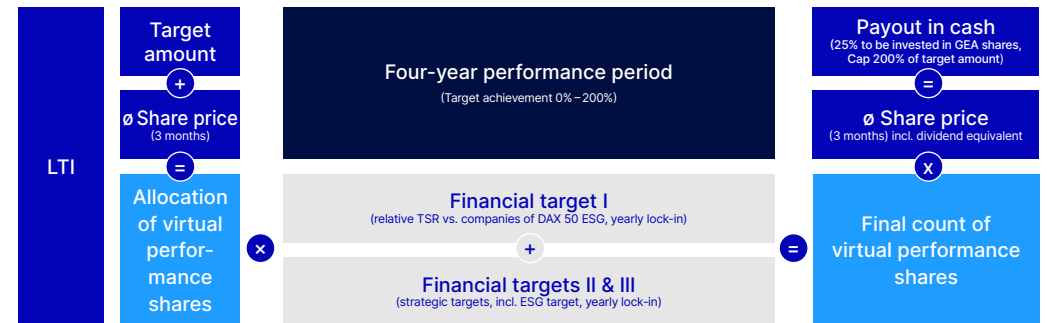 LTI
Target
amount
+
ø Share price
(3 months)
=
Allocation
of virtual
perfor-
mance
shares
×
Four-year performance period
(Target achievement 0% – 200%)
Financial target I
(relative TSR vs. companies of DAX 50 ESG, yearly lock-in)
+
Financial targets II & III
(strategic targets, incl. ESG target, yearly lock-in)
=
Payout in cash
(25% to be invested in GEA shares,
Cap 200% of target amount)
=
ø Share price
(3 months) incl. dividend equivalent
X
Final count of
virtual performance
shares